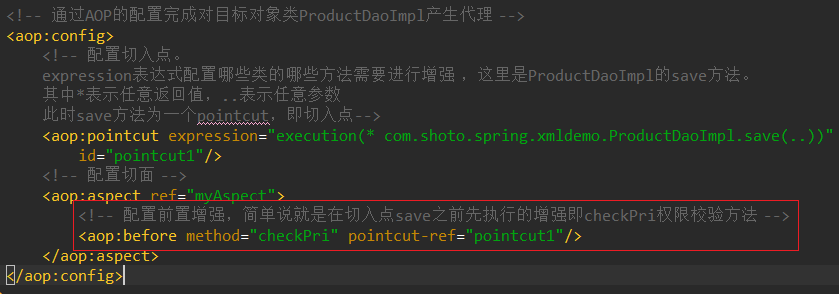 <!-- 通过AOP的配置完成对目标对象类ProductDaoImpl产生代理 -->
<aop:config>
<!-- 配置切入点。
expression表达式配置哪些类的哪些方法需要进行增强 ，这里是ProductDaoImpl的save方法。
其中*表示任意返回值，..表示任意参数
此时save方法为一个pointcut，即切入点-->
<aop:pointcut expression="execution(* com.shoto.spring.xmldemo.ProductDaoImpl.save(..))"
id="pointcut1"/>
<!-- 配置切面 -->
<aop:aspect ref="myAspect">
<!-- 配置前置增强，简单说就是在切入点save之前先执行的增强即checkPri权限校验方法 -->
<aop:before method="checkPri" pointcut-ref="pointcut1"/>
</aop:aspect>
</aop:config>